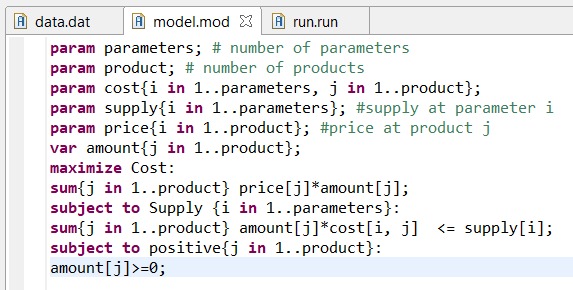 data.dat model.mod run.run
param parameters; # number of parameters
param product; # number of products
param cost{i in 1..parameters, j in 1..product};
param supply{i in 1..parameters}; #supply at parameter i
param price{i in 1..product}; #price at product j
var amount{j in 1..product};
maximize Cost:
sum{j in 1..product} price[j]*amount[j];
subject to Supply {i in 1..parameters}:
sum{j in 1..product} amount[j]*cost[i, j]  <= supply[i];
subject to positive{j in 1..product}:
amount[j]>=0;